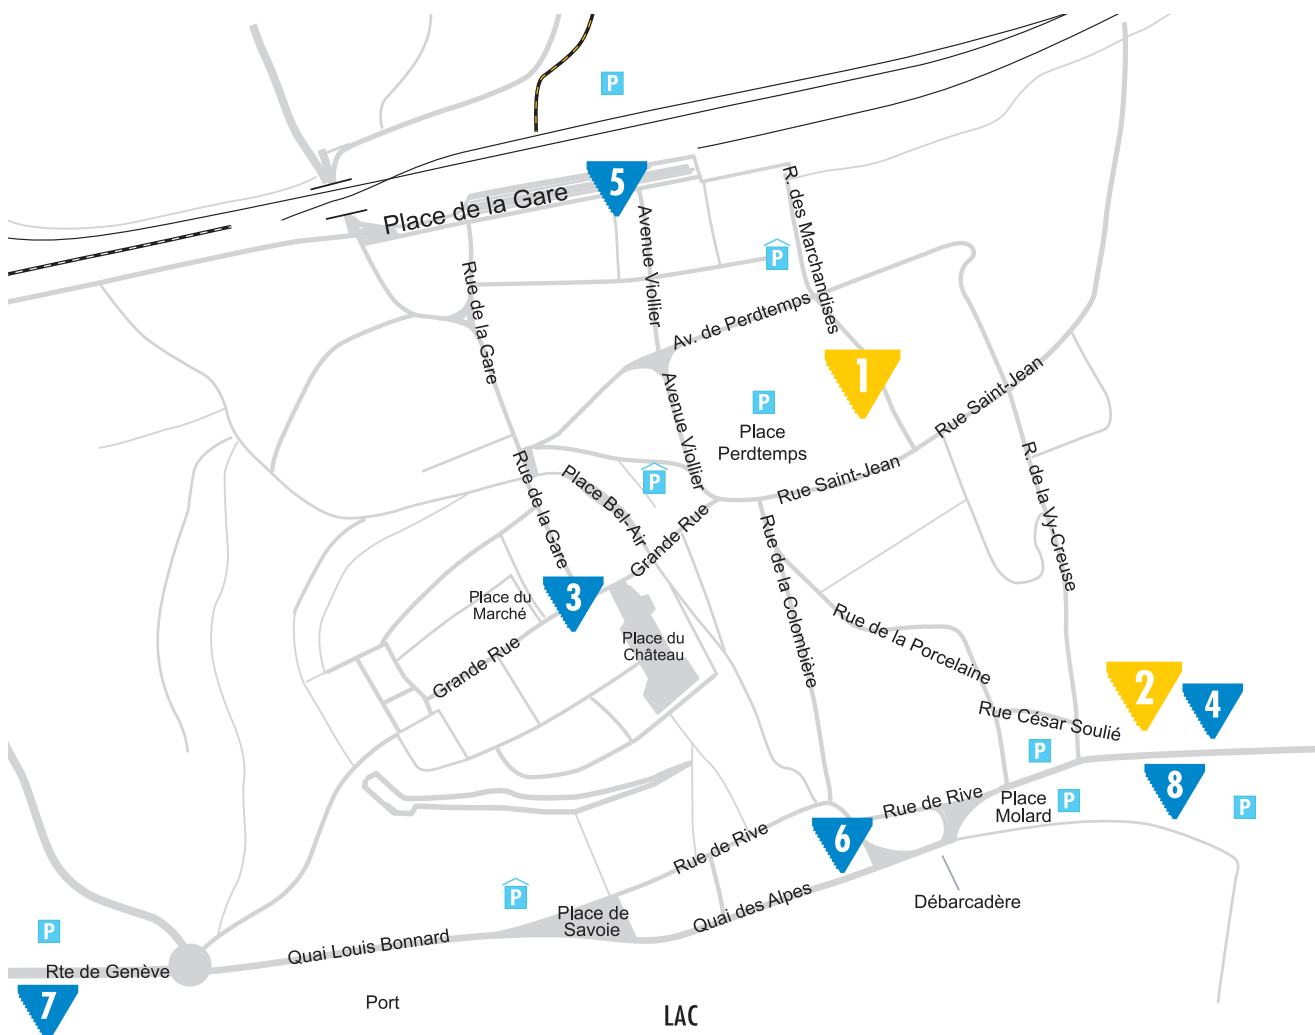 P
5
Place de la Gare
R. des Marchandises
Avenue Viollier
P
Rue de la Gare
Av. de Perdtemps
1
Rue Saint-Jean
Avenue Viollier
P
Place
Perdtemps
Rue Saint-Jean
R. de la Vy-Creuse
Rue de la Gare
Place Bel-Air
P
Grande Rue
Rue de la Colombière
3
Place du
Marché
Place du
Château
Grande Rue
Rue de la Porcelaine
2
4
Rue César Soulié
P
8
Rue de Rive
Place
Molard
P
P
6
Rue de Rive
P
Place de
Savoie
Quai des Alpes
Débarcadère
P
Quai Louis Bonnard
Rte de Genève
7
Port
LAC